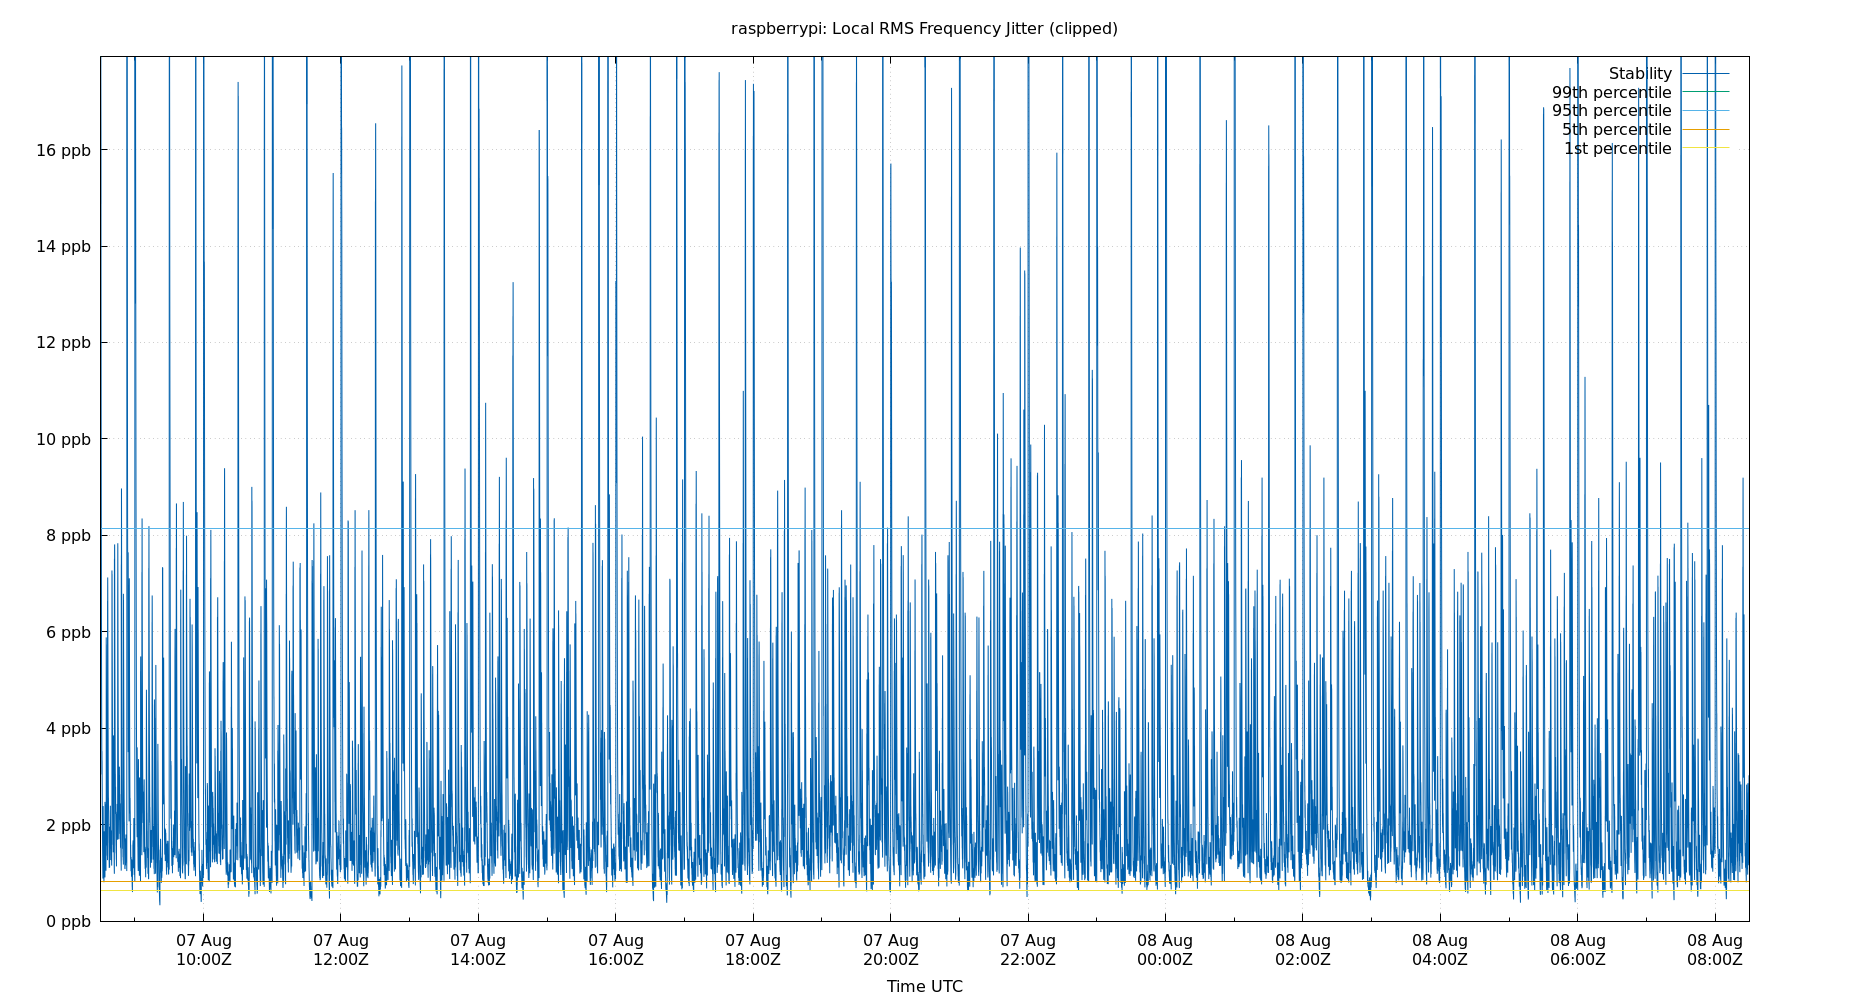 raspberrypi: Local RMS Frequency Jitter (clipped)
Stability
99th percentile
95th percentile
5th percentile
1st percentile
16 ppb
14 ppb
12 ppb
10 ppb
8 ppb
6 ppb
4 ppb
2 ppb
0 ppb
07 Aug 07 Aug 07 Aug 07 Aug 07 Aug 07 Aug 07 Aug 08 Aug 08 Aug 08 Aug 08 Aug 08 Aug
10:00Z 12:00Z 14:00Z 16:00Z 18:00Z 20:00Z 22:00Z 00:00Z 02:00Z 04:00Z 06:00Z 08:00Z
Time UTC